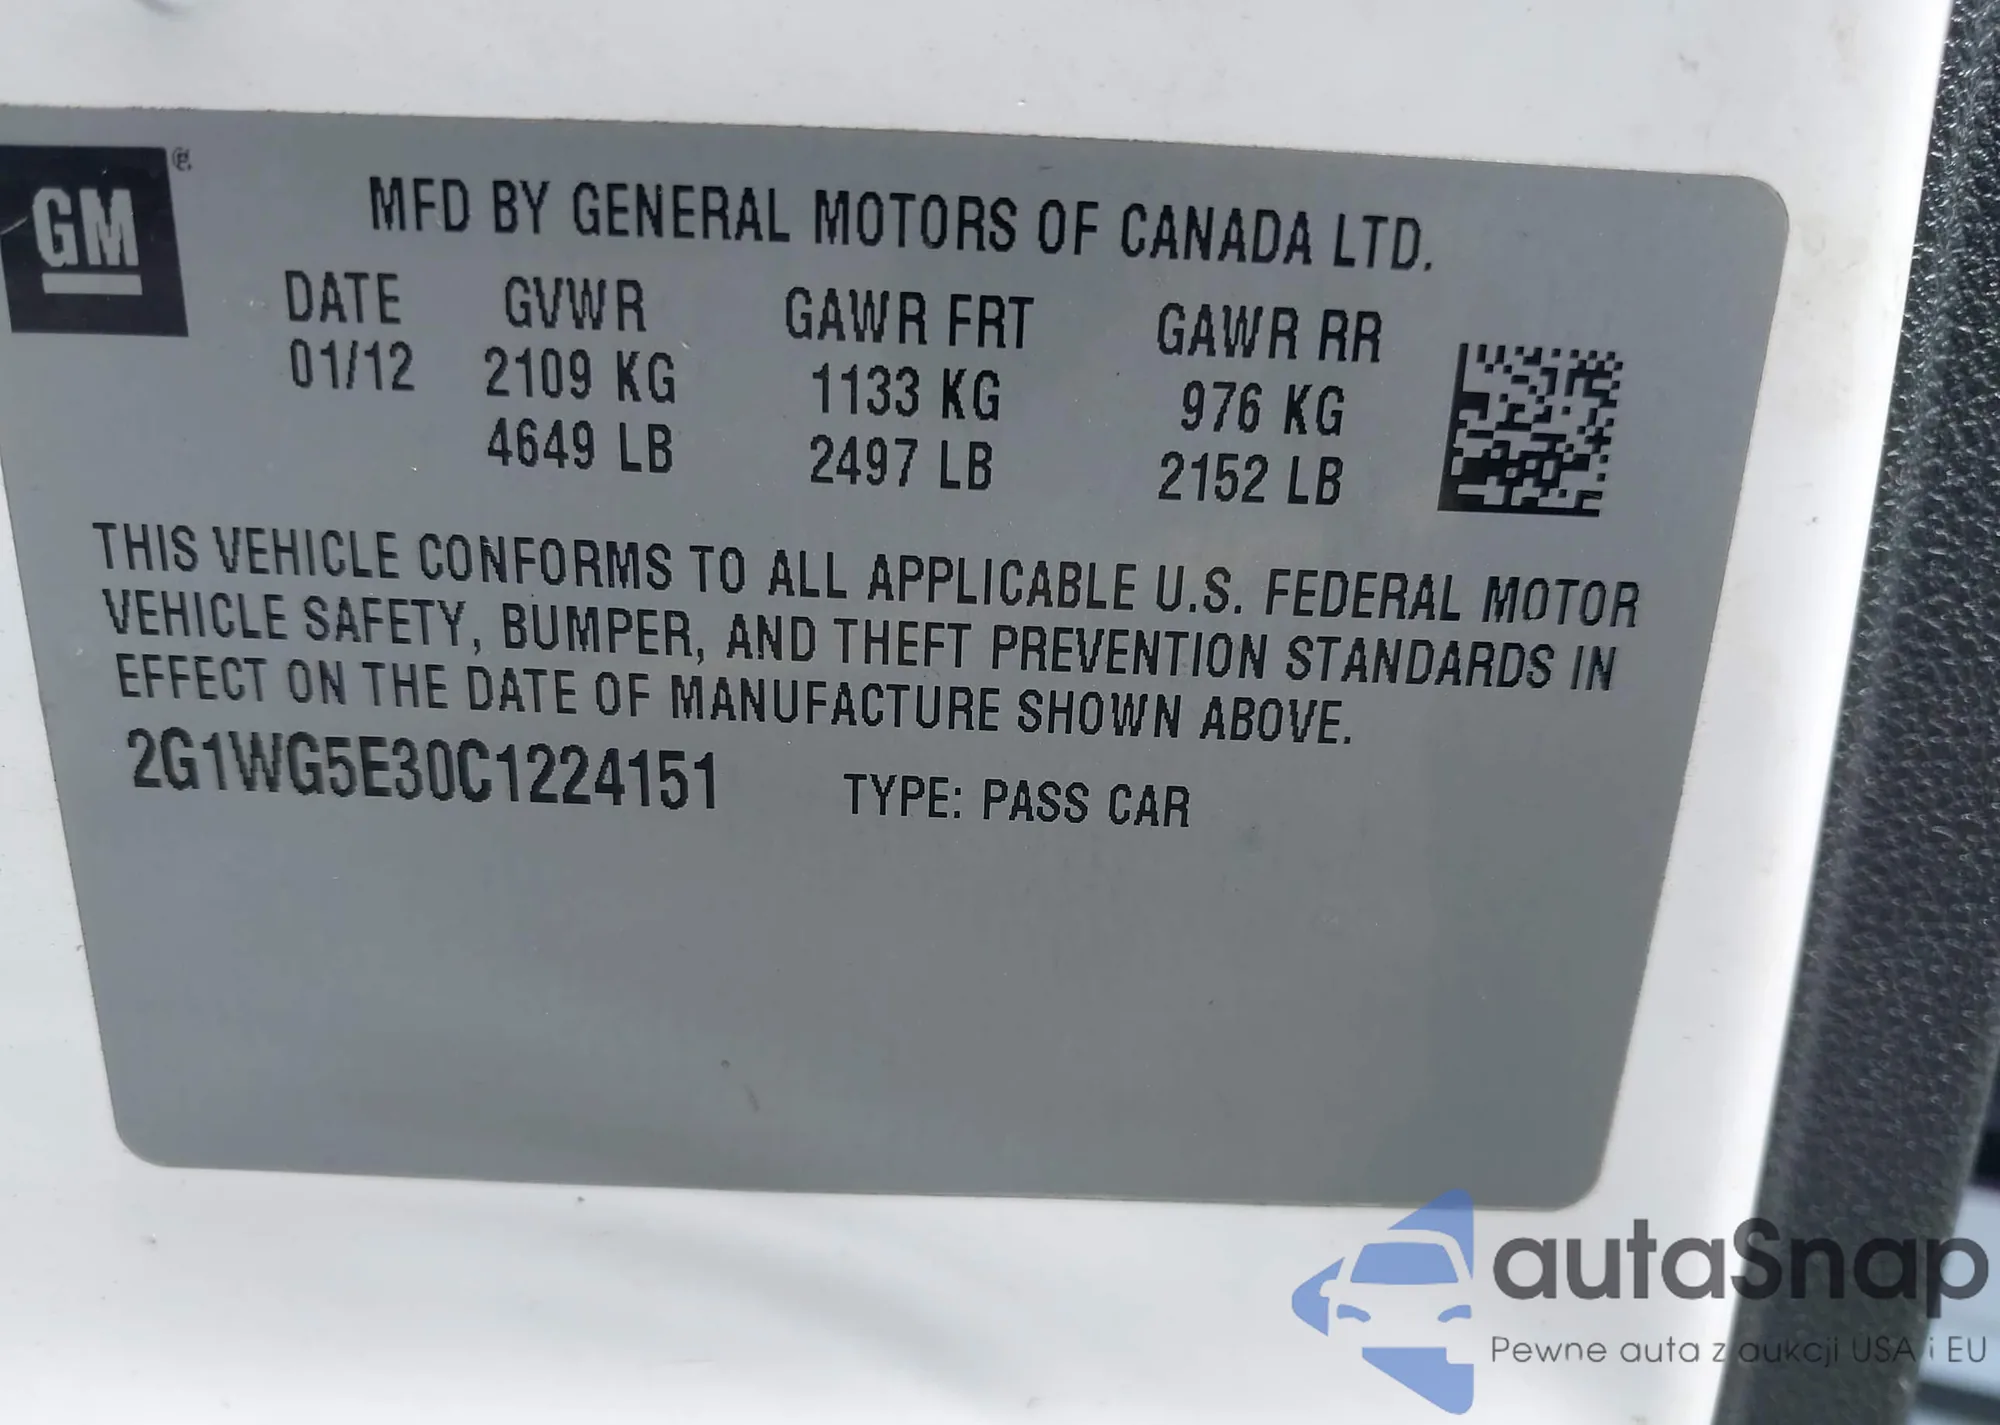 GM
MFD BY GENERAL MOTORS OF CANADA LTD.
DATE GVWR GAWR FRT GAWR RR
01/12 2109 KG 1133 KG 976 KG
4649 LB 2497 LB 2152 LB
THIS VEHICLE CONFORMS TO ALL APPLICABLE U.S. FEDERAL MOTOR
VEHICLE SAFETY, BUMPER, AND THEFT PREVENTION STANDARDS IN
EFFECT ON THE DATE OF MANUFACTURE SHOWN ABOVE.
2G1WG5E30C1224151 TYPE: PASS CAR
autaSnap
Pewne auta z aukcji USA i EU